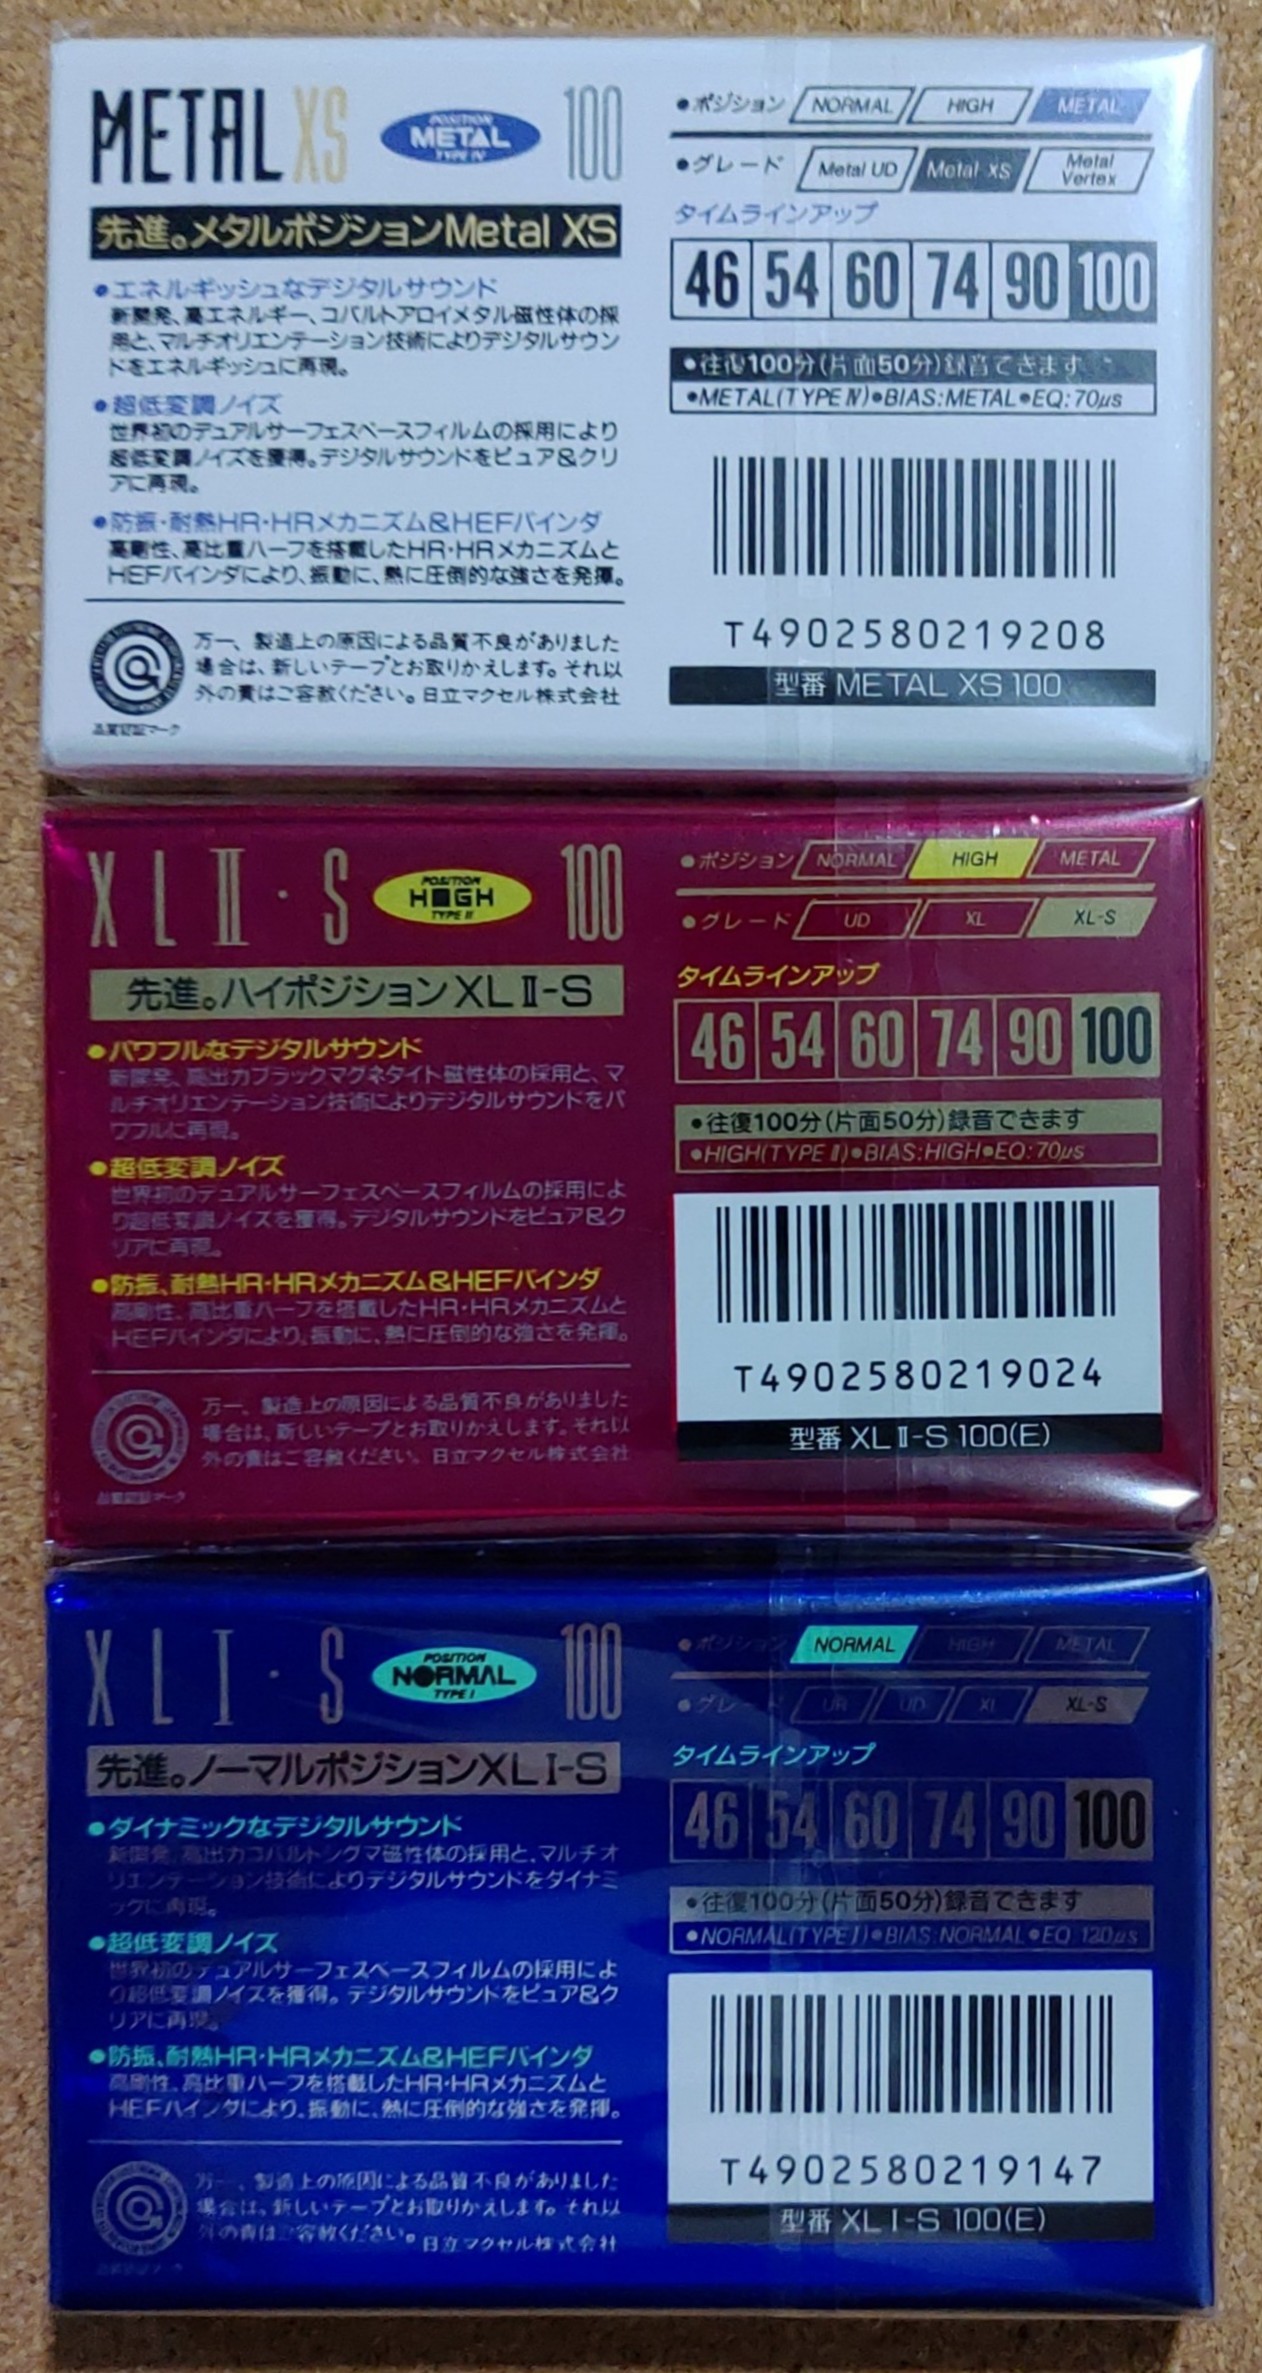 METAL XS
POSITION
METAL
TYPE IV
100
先進。メタルポジションMetal XS
●エネルギッシュなデジタルサウンド
新開発、高エネルギー、コバルトアロイメタル磁性体の採
用と、マルチオリエンテーション技術によりデジタルサウン
ドをエネルギッシュに再現。
●超低変調ノイズ
世界初のデュアルサーフェスベースフィルムの採用により
超低変調ノイズを獲得。デジタルサウンドをピュア&クリ
アに再現。
●防振・耐熱HR・HRメカニズム&HEFバインダ
高剛性、高比重ハーフを搭載したHR・HRメカニズムと
HEFバインダにより、振動に、熱に圧倒的な強さを発揮。
万一、製造上の原因による品質不良がありました
場合は、新しいテープとお取りかえします。それ以
外の責はご容赦ください。日立マクセル株式会社
品質認証マーク
●ポジション NORMAL HIGH METAL
●グレード Metal UD Metal XS Metal Vertex
タイムラインアップ
46 54 60 74 90 100
●往復100分(片面50分)録音できます
●METAL(TYPE Ⅳ)●BIAS:METAL●EQ:70μs
T4902580219208
型番 METAL XS 100
XLⅡ・S
POSITION
HIGH
TYPE II
100
先進。ハイポジションXLⅡ-S
●パワフルなデジタルサウンド
新開発、高出力ブラックマグネタイト磁性体の採用と、マ
ルチオリエンテーション技術によりデジタルサウンドをパ
ワフルに再現。
●超低変調ノイズ
世界初のデュアルサーフェスベースフィルムの採用によ
り超低変調ノイズを獲得。デジタルサウンドをピュア&ク
リアに再現。
●防振、耐熱HR・HRメカニズム&HEFバインダ
高剛性、高比重ハーフを搭載したHR・HRメカニズムと
HEFバインダにより、振動に、熱に圧倒的な強さを発揮。
万一、製造上の原因による品質不良がありました
場合は、新しいテープとお取りかえします。それ以
外の責はご容赦ください。日立マクセル株式会社
品質認証マーク
●ポジション NORMAL HIGH METAL
●グレード UD XL XL-S
タイムラインアップ
46 54 60 74 90 100
●往復100分(片面50分)録音できます
●HIGH(TYPE Ⅱ)●BIAS:HIGH●EQ:70μs
T4902580219024
型番 XLⅡ-S 100(E)
XLⅠ・S
POSITION
NORMAL
TYPE I
100
先進。ノーマルポジションXLⅠ-S
●ダイナミックなデジタルサウンド
新開発、高出力コバルトシグマ磁性体の採用と、マルチオ
リエンテーション技術によりデジタルサウンドをダイナミ
ックに再現。
●超低変調ノイズ
世界初のデュアルサーフェスベースフィルムの採用によ
り超低変調ノイズを獲得。デジタルサウンドをピュア&ク
リアに再現。
●防振、耐熱HR・HRメカニズム&HEFバインダ
高剛性、高比重ハーフを搭載したHR・HRメカニズムと
HEFバインダにより、振動に、熱に圧倒的な強さを発揮。
万一、製造上の原因による品質不良がありました
場合は、新しいテープとお取りかえします。それ以
外の責はご容赦ください。日立マクセル株式会社
●ポジション NORMAL HIGH METAL
●グレード UR UD XL XL-S
タイムラインアップ
46 54 60 74 90 100
●往復100分(片面50分)録音できます
●NORMAL(TYPE Ⅰ)●BIAS:NORMAL●EQ:120μs
T4902580219147
型番 XLⅠ-S 100(E)